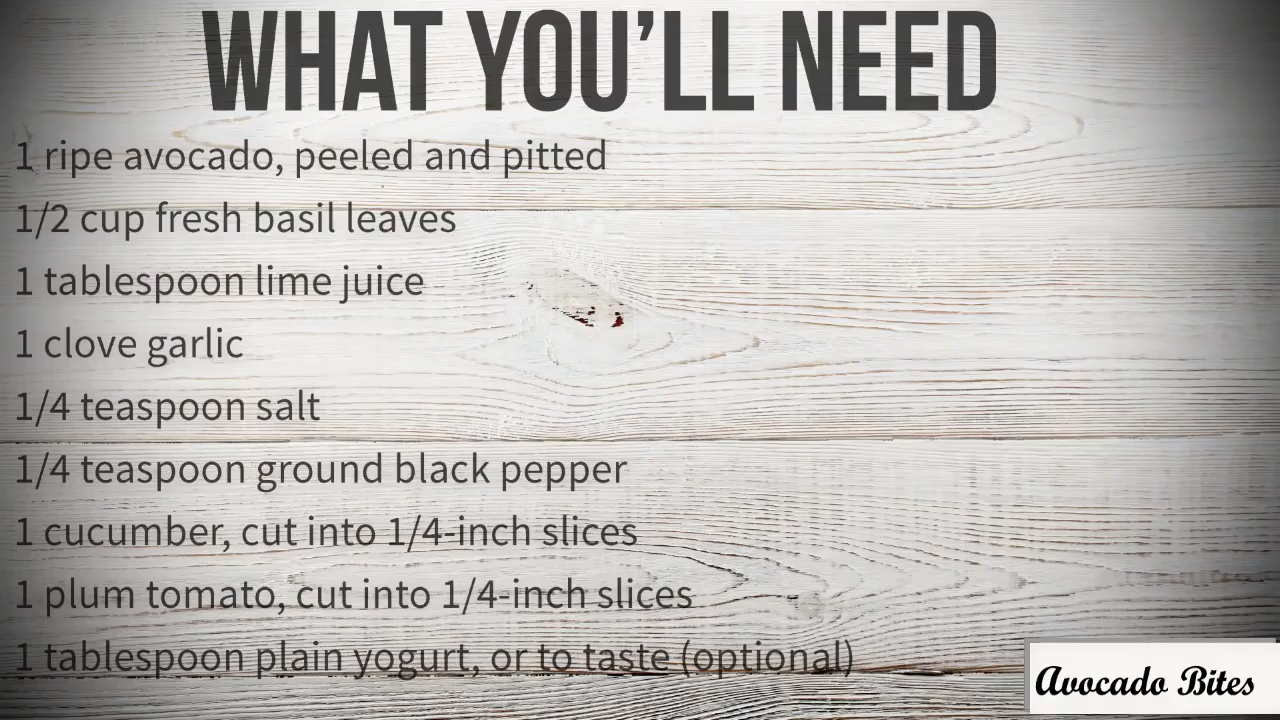 WHAT YOU’LL NEED
1 ripe avocado, peeled and pitted
1/2 cup fresh basil leaves
1 tablespoon lime juice
1 clove garlic
1/4 teaspoon salt
1/4 teaspoon ground black pepper
1 cucumber, cut into 1/4-inch slices
1 plum tomato, cut into 1/4-inch slices
1 tablespoon plain yogurt, or to taste (optional)
Avocado Bites